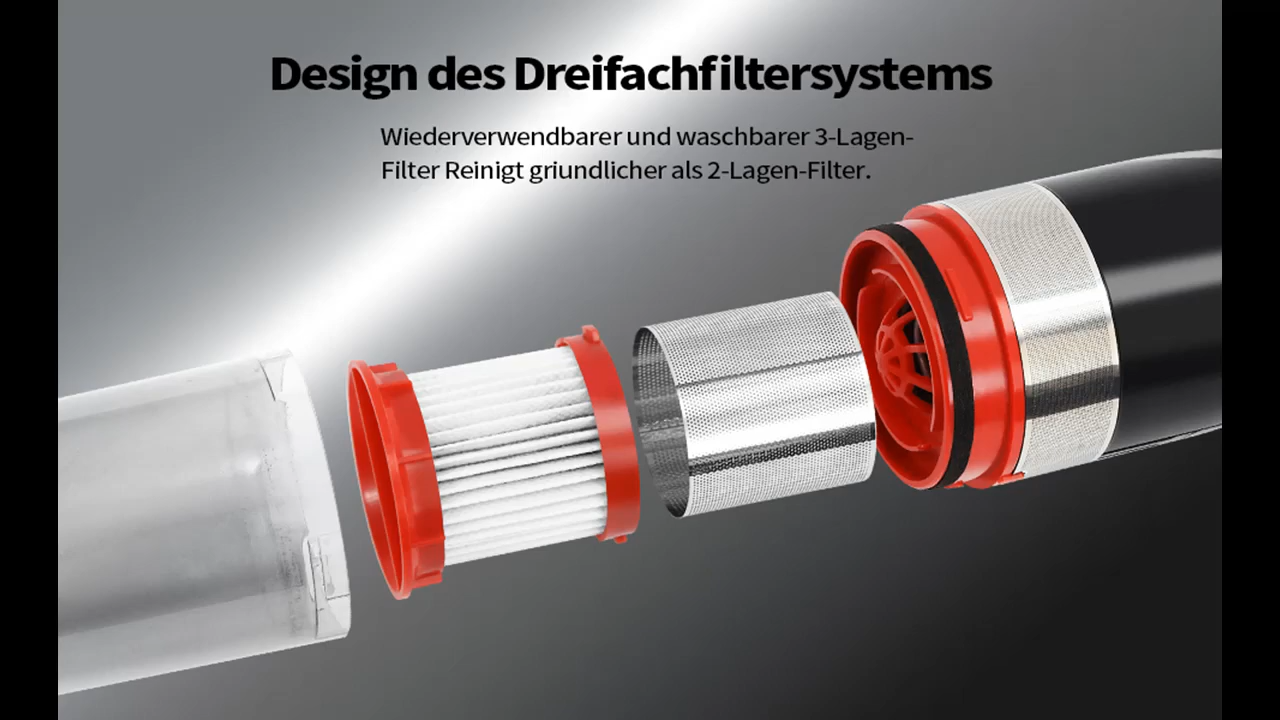 Design des Dreifachfiltersystems
Wiederverwendbarer und waschbarer 3-Lagen-
Filter Reinigt griundlicher als 2-Lagen-Filter.